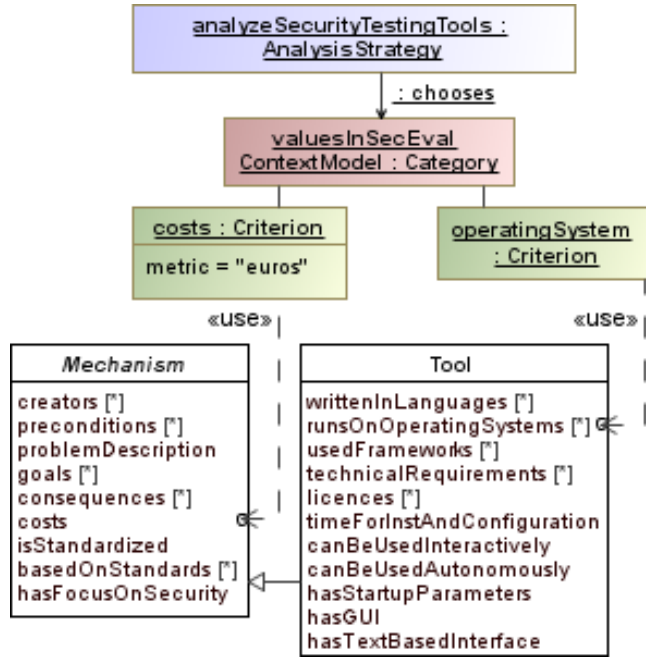 analyzeSecurityTestingTools :
AnalysisStrategy
: chooses
valuesInSecEval
ContextModel : Category
costs : Criterion
metric = "euros"
operatingSystem
: Criterion
«use»
«use»
Mechanism
creators [*]
preconditions [*]
problemDescription
goals [*]
consequences [*]
costs
isStandardized
basedOnStandards [*]
hasFocusOnSecurity
Tool
writtenInLanguages [*]
runsOnOperatingSystems [*]
usedFrameworks [*]
technicalRequirements [*]
licences [*]
timeForInstAndConfiguration
canBeUsedInteractively
canBeUsedAutonomously
hasStartupParameters
hasGUI
hasTextBasedInterface